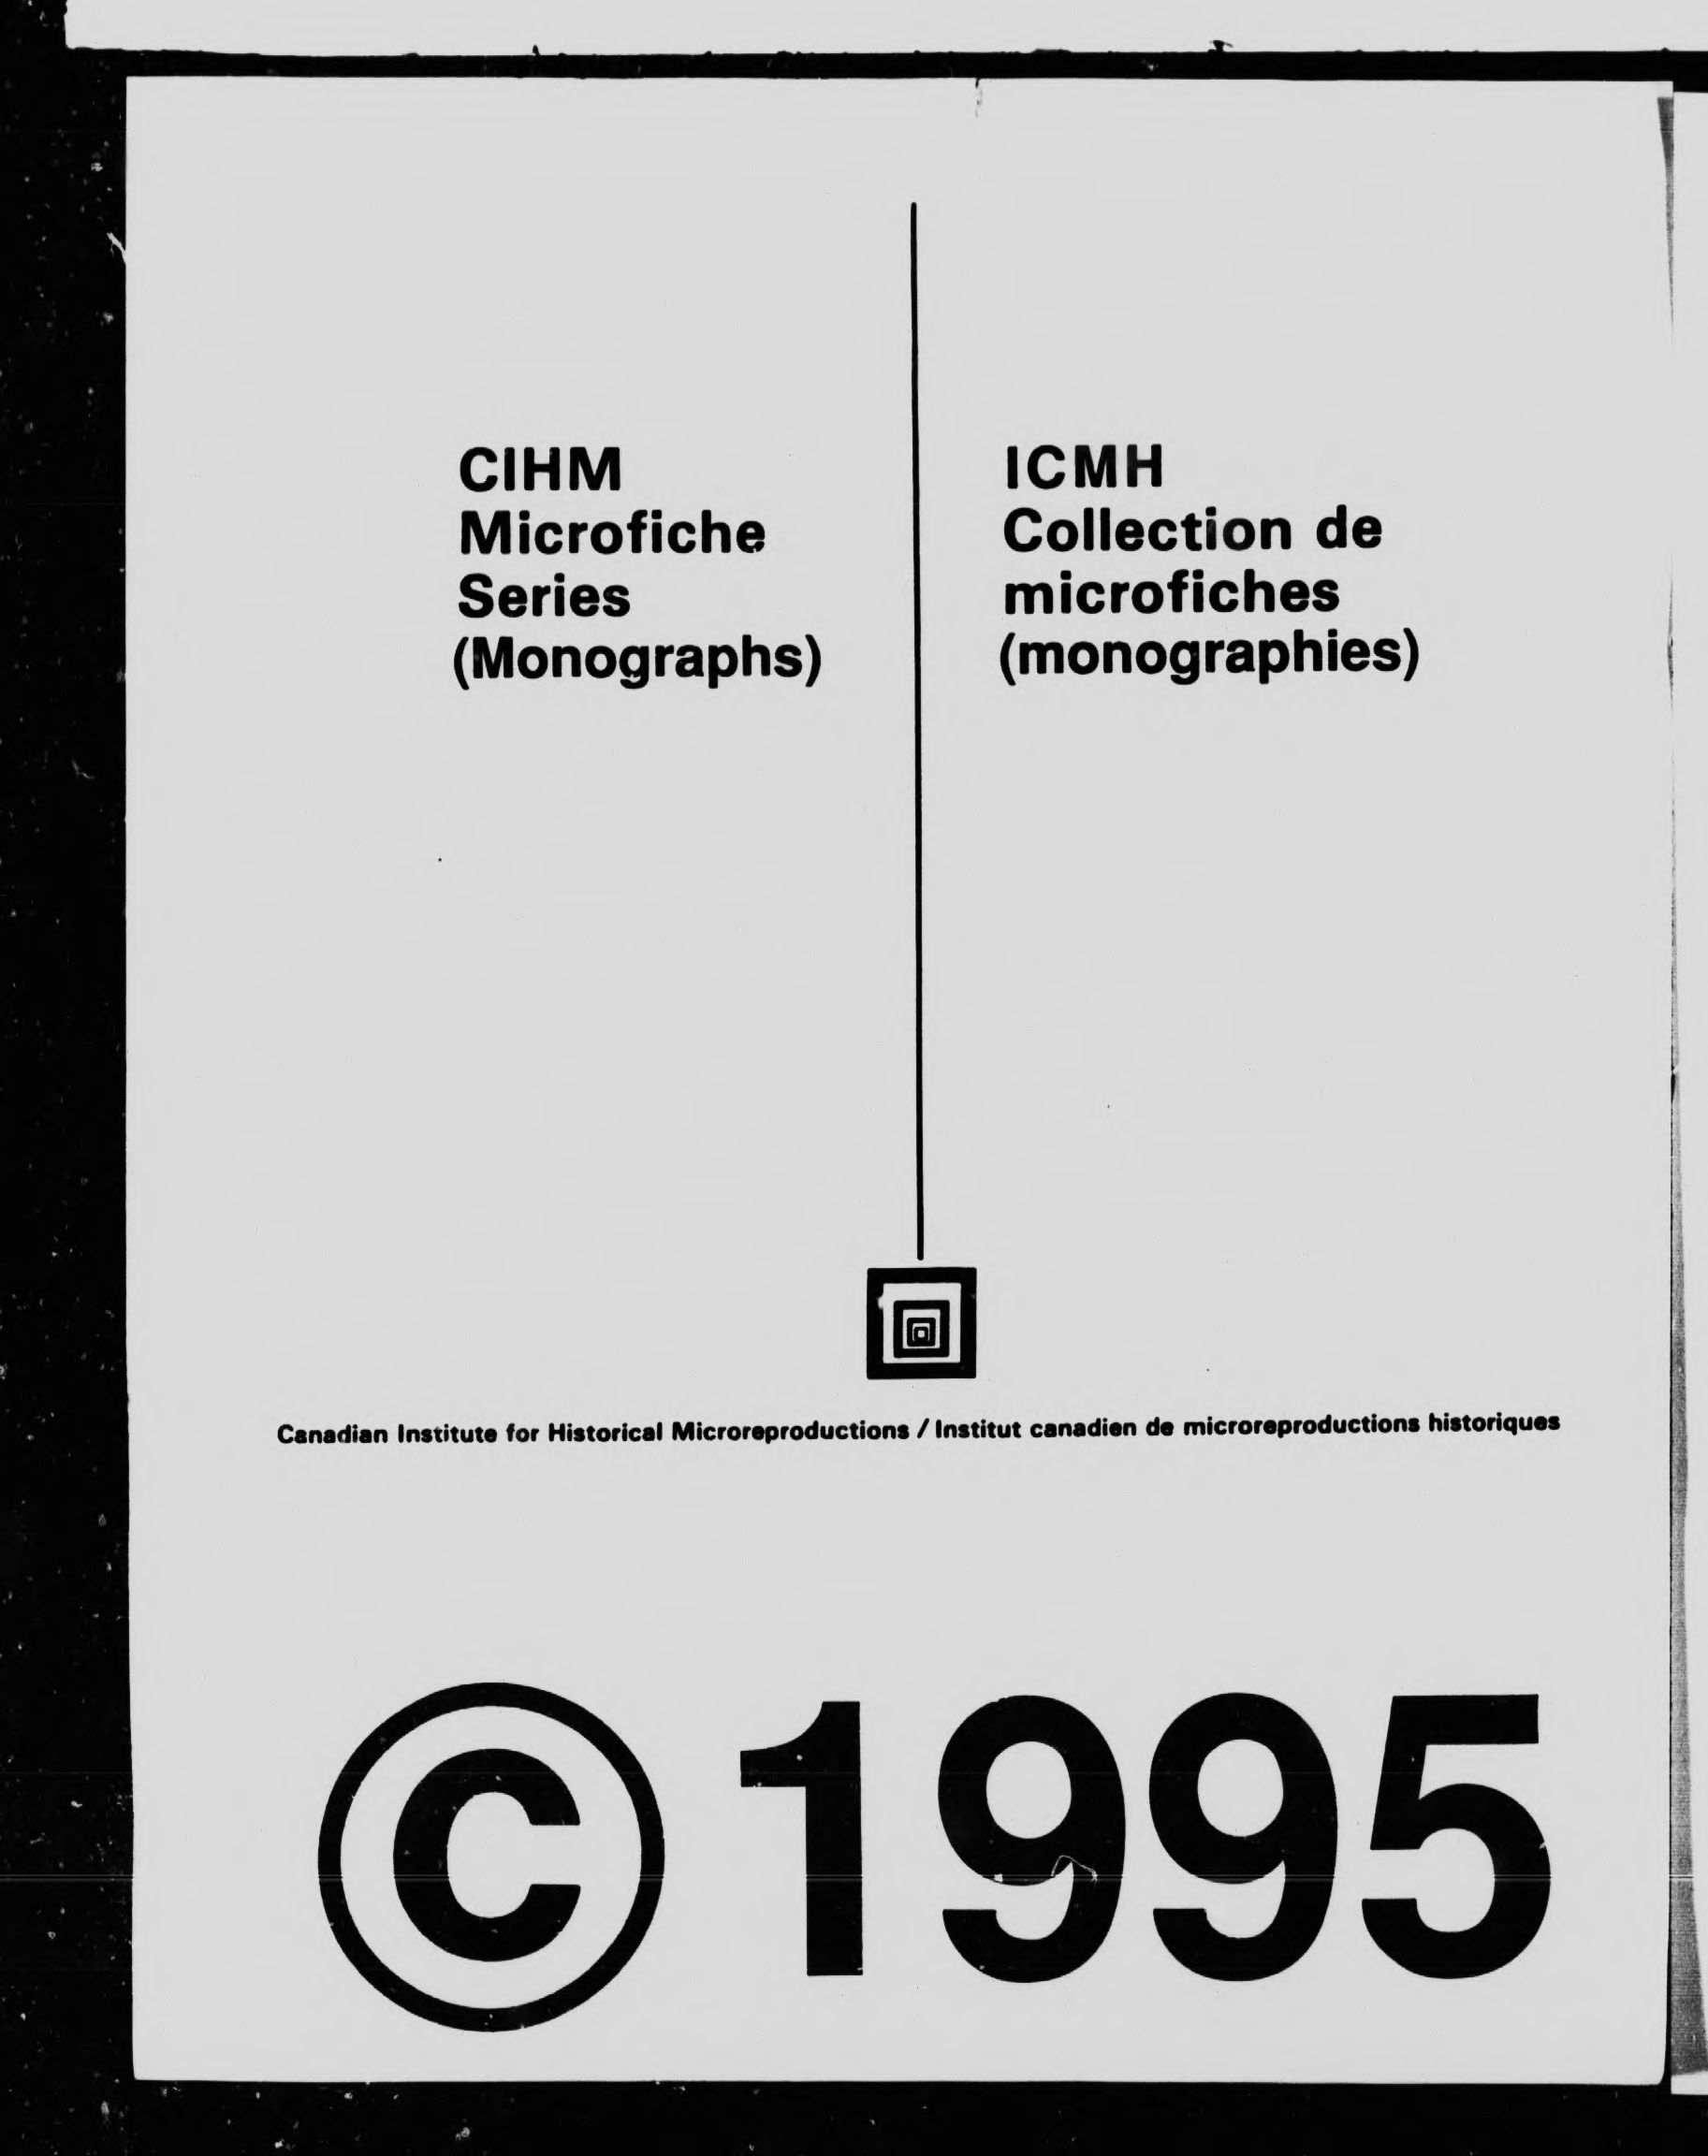 CIHM
Microfiche
Series
(Monographs)
ICMH
Collection de
microfiches
(monographies)
Canadian Institute for Historical Microreproductions / Institut canadien de microreproductions historiques
© 1995